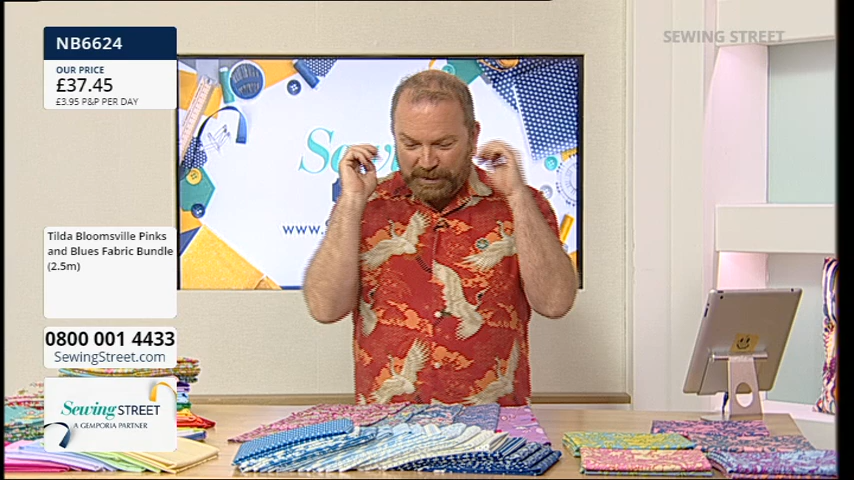 NB6624
OUR PRICE
£37.45
£3.95 P&P PER DAY
SEWING STREET
www.
Tilda Bloomsville Pinks
and Blues Fabric Bundle
(2.5m)
0800 001 4433
SewingStreet.com
Sewing STREET
A GEMPORIA PARTNER